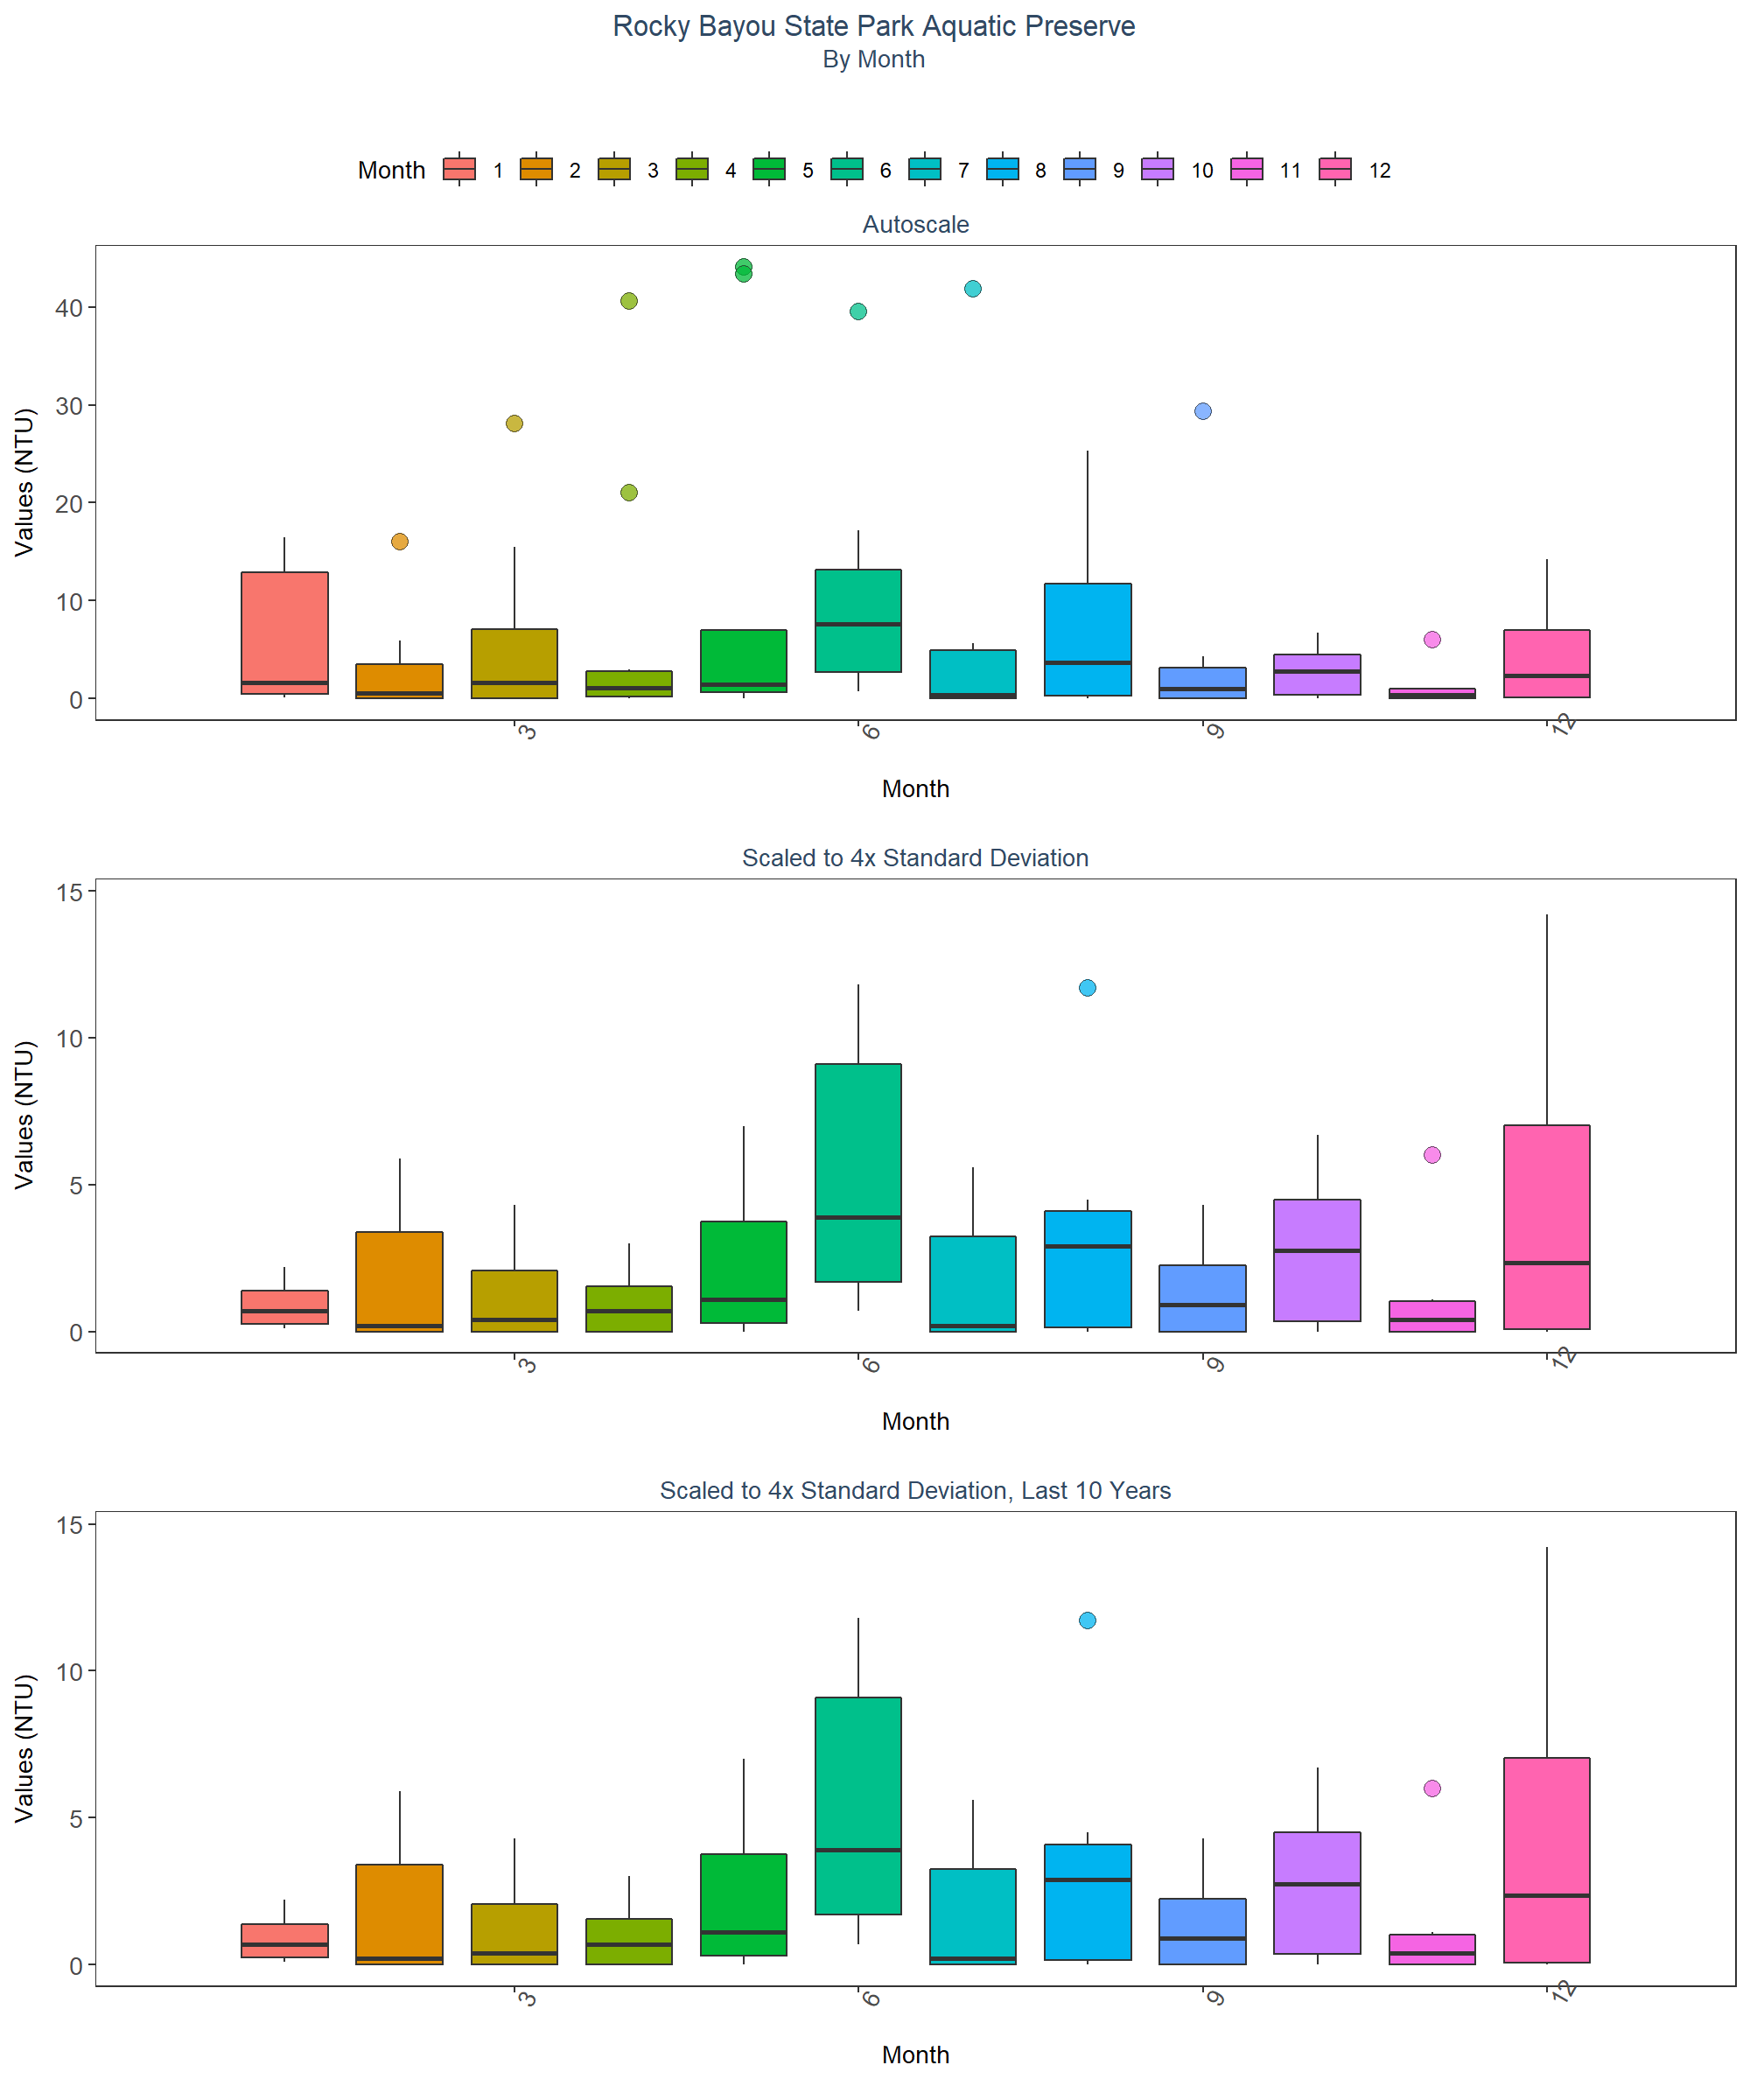 Rocky Bayou State Park Aquatic Preserve
By Month
Month 1 2 3 4 5 6 7 8 9 10 11 12
Autoscale
Values (NTU)
40
30
20
10
0
3 6 9 12
Month
Scaled to 4x Standard Deviation
Values (NTU)
15
10
5
0
3 6 9 12
Month
Scaled to 4x Standard Deviation, Last 10 Years
Values (NTU)
15
10
5
0
3 6 9 12
Month